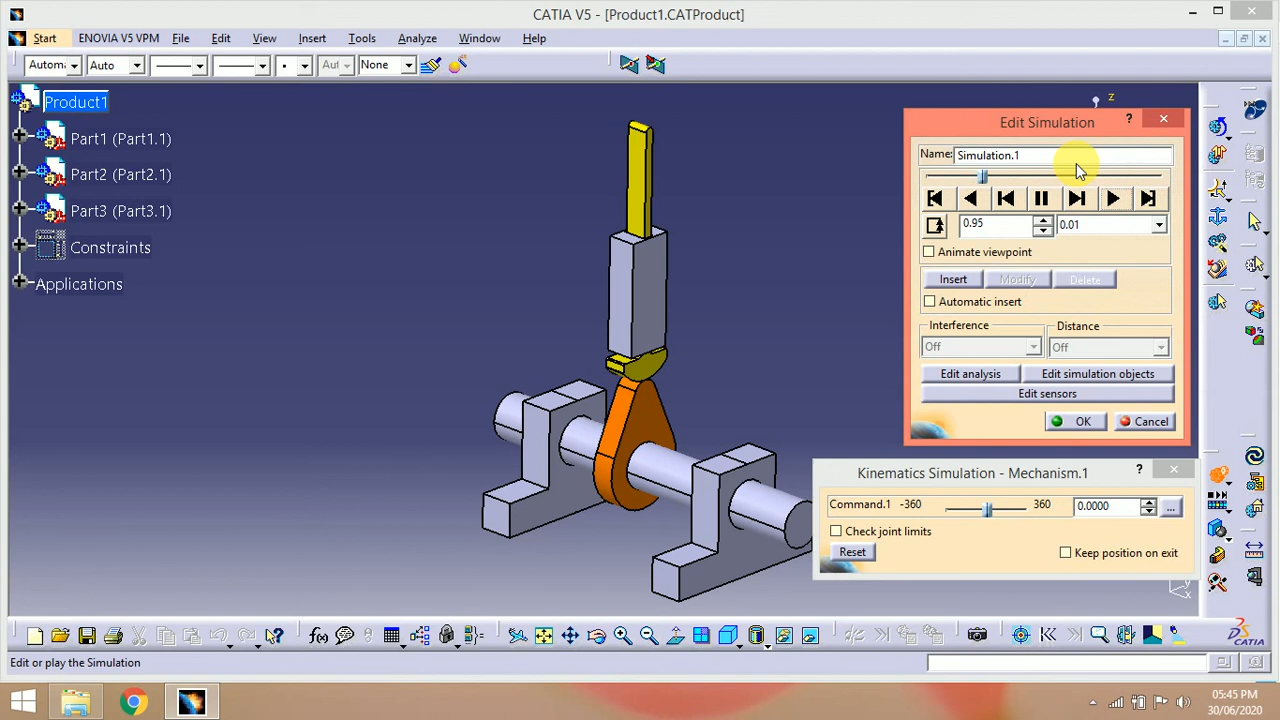 CATIA V5 - [Product1.CATProduct]
Start ENOVIA V5 VPM File Edit View Insert Tools Analyze Window Help
Auto None
Product1
Part1 (Part1.1)
Part2 (Part2.1)
Part3 (Part3.1)
Constraints
Applications
z
Edit Simulation ?
Name: Simulation.1
0.95 0.01
Animate viewpoint
Insert Modify Delete
Automatic insert
Interference Distance
Off Off
Edit analysis Edit simulation objects
Edit sensors
OK Cancel
Kinematics Simulation - Mechanism.1 ?
Command.1 -360 360 0.0000 ...
Check joint limits
Reset Keep position on exit
x
f(x)
CATIA
Edit or play the Simulation
05:45 PM
30/06/2020